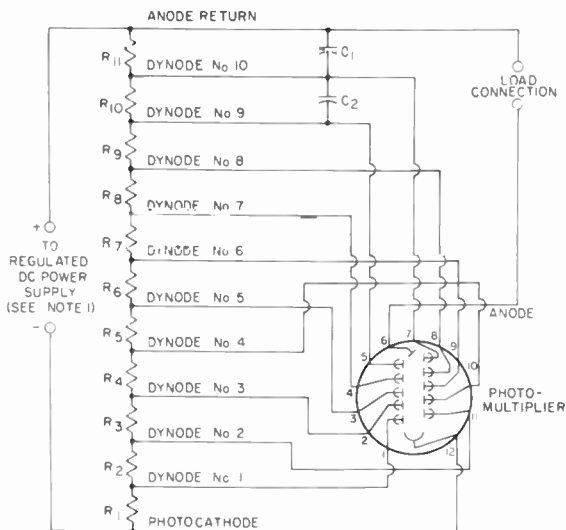 ANODE RETURN
R11
DYNODE No 10
C1
R10
C2
LOAD
CONNECTION
DYNODE No 9
R9
DYNODE No 8
R8
DYNODE No 7
R7
DYNODE No 6
+
TO
REGULATED
DC POWER
SUPPLY
(SEE NOTE 1)
-
R6
DYNODE No 5
R5
DYNODE No 4
ANODE
R4
DYNODE No 3
R3
DYNODE No 2
R2
DYNODE No 1
R1
PHOTOCATHODE
PHOTO-
MULTIPLIER
1
2
3
4
5
6
7
8
9
10
11
12